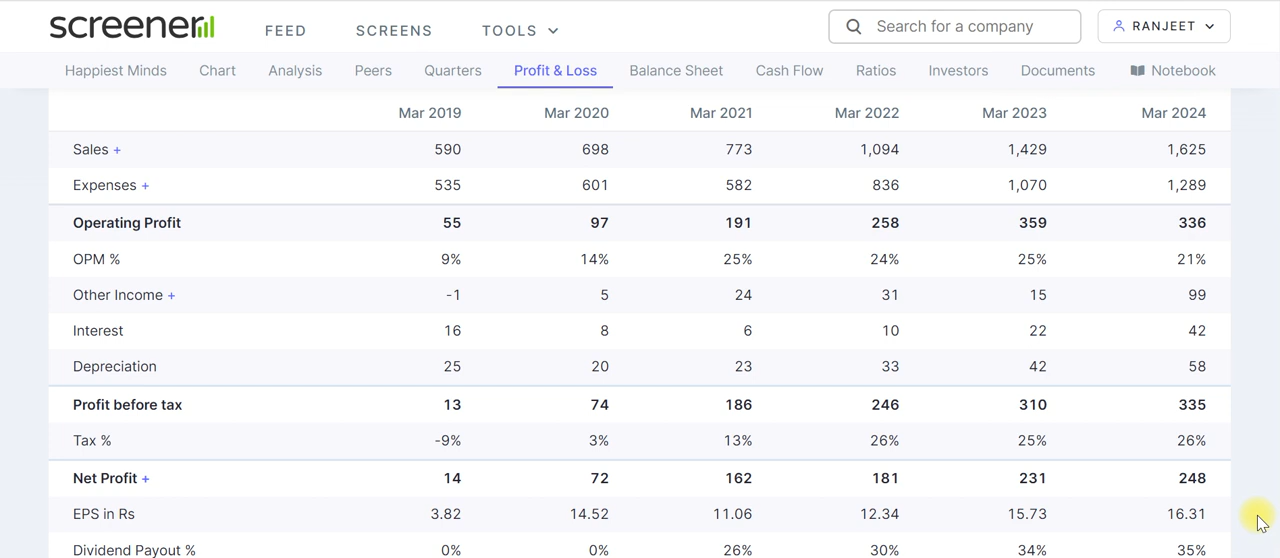 screener
FEED SCREENS TOOLS
Search for a company
RANJEET
Happiest Minds Chart Analysis Peers Quarters Profit & Loss Balance Sheet Cash Flow Ratios Investors Documents Notebook
Mar 2019 Mar 2020 Mar 2021 Mar 2022 Mar 2023 Mar 2024
Sales + 590 698 773 1,094 1,429 1,625
Expenses + 535 601 582 836 1,070 1,289
Operating Profit 55 97 191 258 359 336
OPM % 9% 14% 25% 24% 25% 21%
Other Income + -1 5 24 31 15 99
Interest 16 8 6 10 22 42
Depreciation 25 20 23 33 42 58
Profit before tax 13 74 186 246 310 335
Tax % -9% 3% 13% 26% 25% 26%
Net Profit + 14 72 162 181 231 248
EPS in Rs 3.82 14.52 11.06 12.34 15.73 16.31
Dividend Payout % 0% 0% 26% 30% 34% 35%